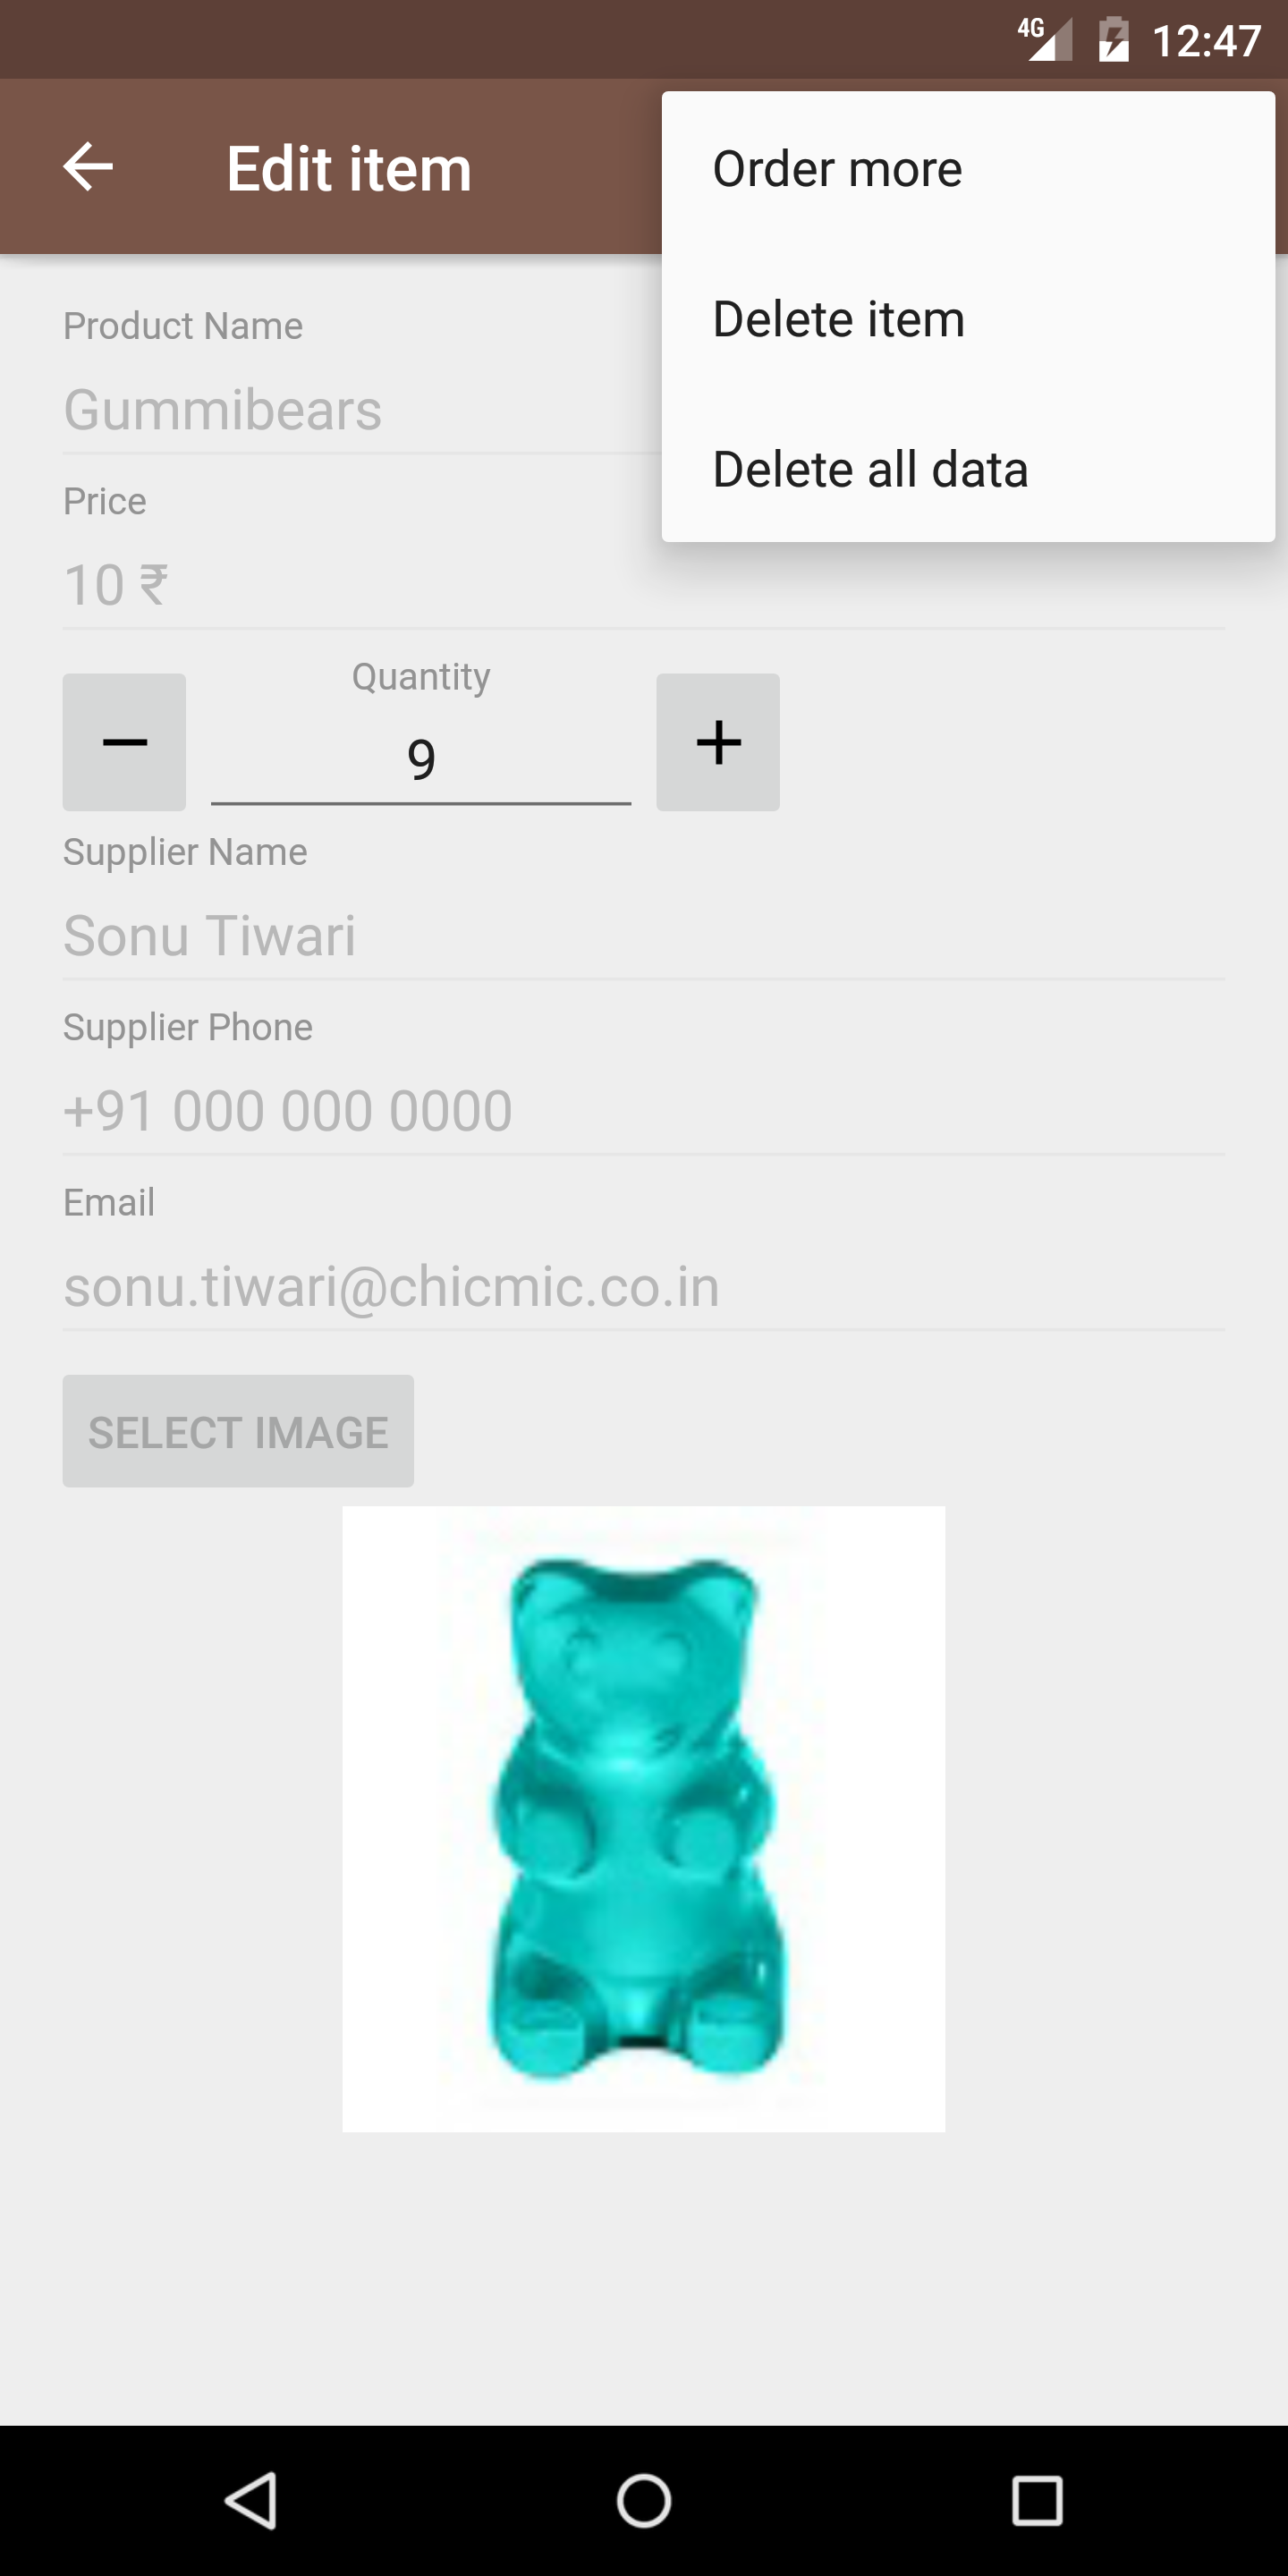 4G 12:47
Edit item
Order more
Delete item
Delete all data
Product Name
Gummibears
Price
10 ₹
Quantity
9
Supplier Name
Sonu Tiwari
Supplier Phone
+91 000 000 0000
Email
sonu.tiwari@chicmic.co.in
SELECT IMAGE